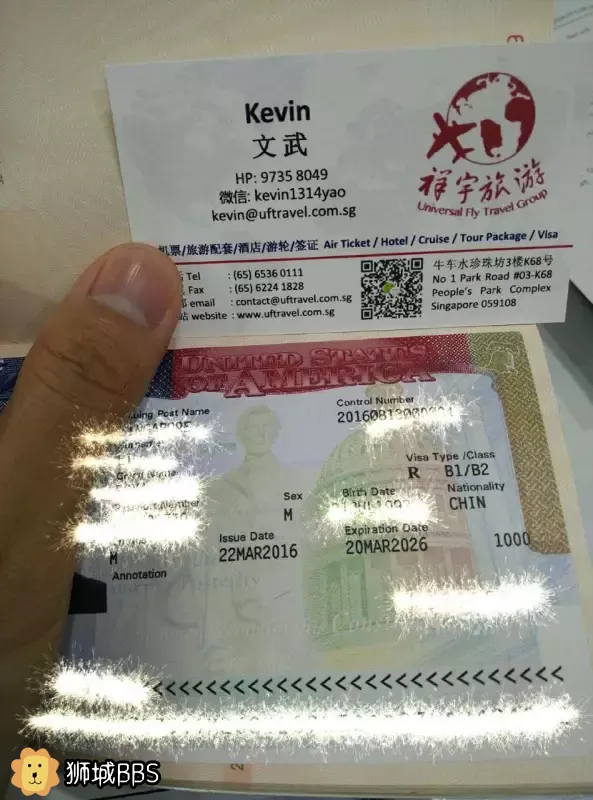 Kevin
文武
HP: 9735 8049
微信: kevin1314yao
kevin@uftravel.com.sg
祥宇旅游
Universal Fly Travel Group
机票/旅游配套/酒店/游轮/签证 Air Ticket / Hotel / Cruise / Tour Package / Visa
Tel : (65) 6536 0111
Fax : (65) 6224 1828
email : contact@uftravel.com.sg
站 website : www.uftravel.com.sg
牛车水珍珠坊3楼K68号
No 1 Park Road #03-K68
People's Park Complex
Singapore 059108
UNITED STATES
OF AMERICA
Post Name
Control Number
Visa Type /Class
R B1/B2
Sex
M
Birth Date
Nationality
CHIN
Issue Date
22MAR2016
Expiration Date
20MAR2026
M
1000
Annotation
<<<<<<<<<<<<<<<<<<<<<<<<<<<<<
狮城BBS